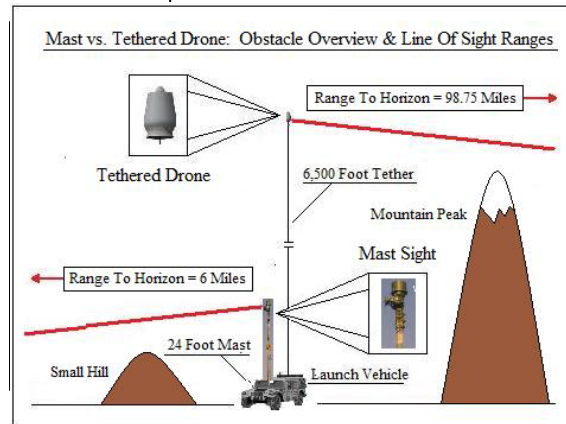 Mast vs. Tethered Drone: Obstacle Overview & Line Of Sight Ranges
Range To Horizon = 98.75 Miles
Tethered Drone
6,500 Foot Tether
Mountain Peak
Mast Sight
Range To Horizon = 6 Miles
24 Foot Mast
Small Hill
Launch Vehicle